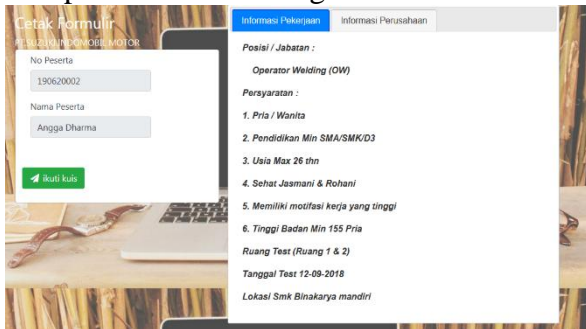 Cetak Formulir
PT SUZUKI INDOMOBIL MOTOR
No Peserta
190620002
Nama Peserta
Angga Dharma
ikuti kuis
Informasi Pekerjaan
Informasi Perusahaan
Posisi / Jabatan :
Operator Welding (OW)
Persyaratan :
1. Pria / Wanita
2. Pendidikan Min SMA/SMK/D3
3. Usia Max 26 thn
4. Sehat Jasmani & Rohani
5. Memiliki motifasi kerja yang tinggi
6. Tinggi Badan Min 155 Pria
Ruang Test (Ruang 1 & 2)
Tanggal Test 12-09-2018
Lokasi Smk Binakarya mandiri